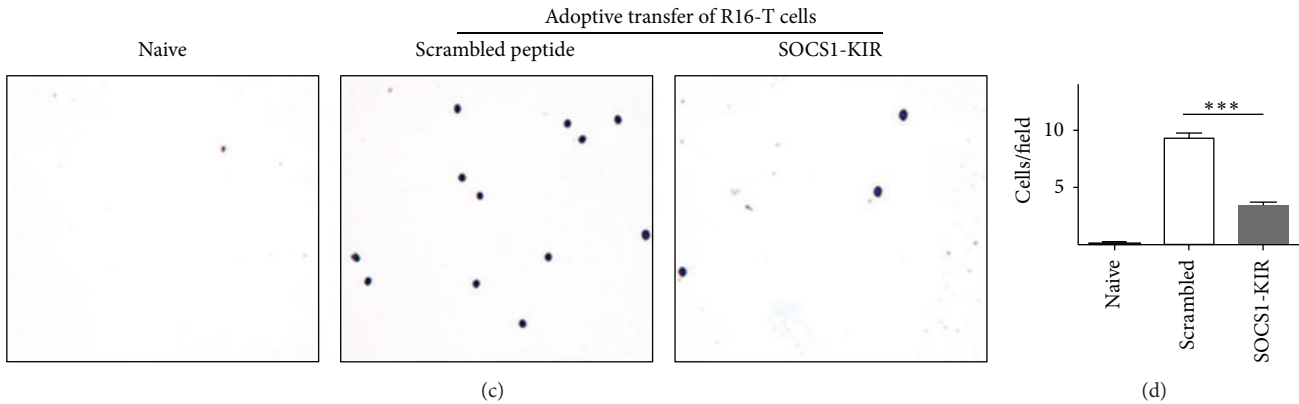 Adoptive transfer of R16-T cells
Naive
Scrambled peptide
SOCS1-KIR
(c)
Cells/field
10
5
***
Naive
Scrambled
SOCS1-KIR
(d)